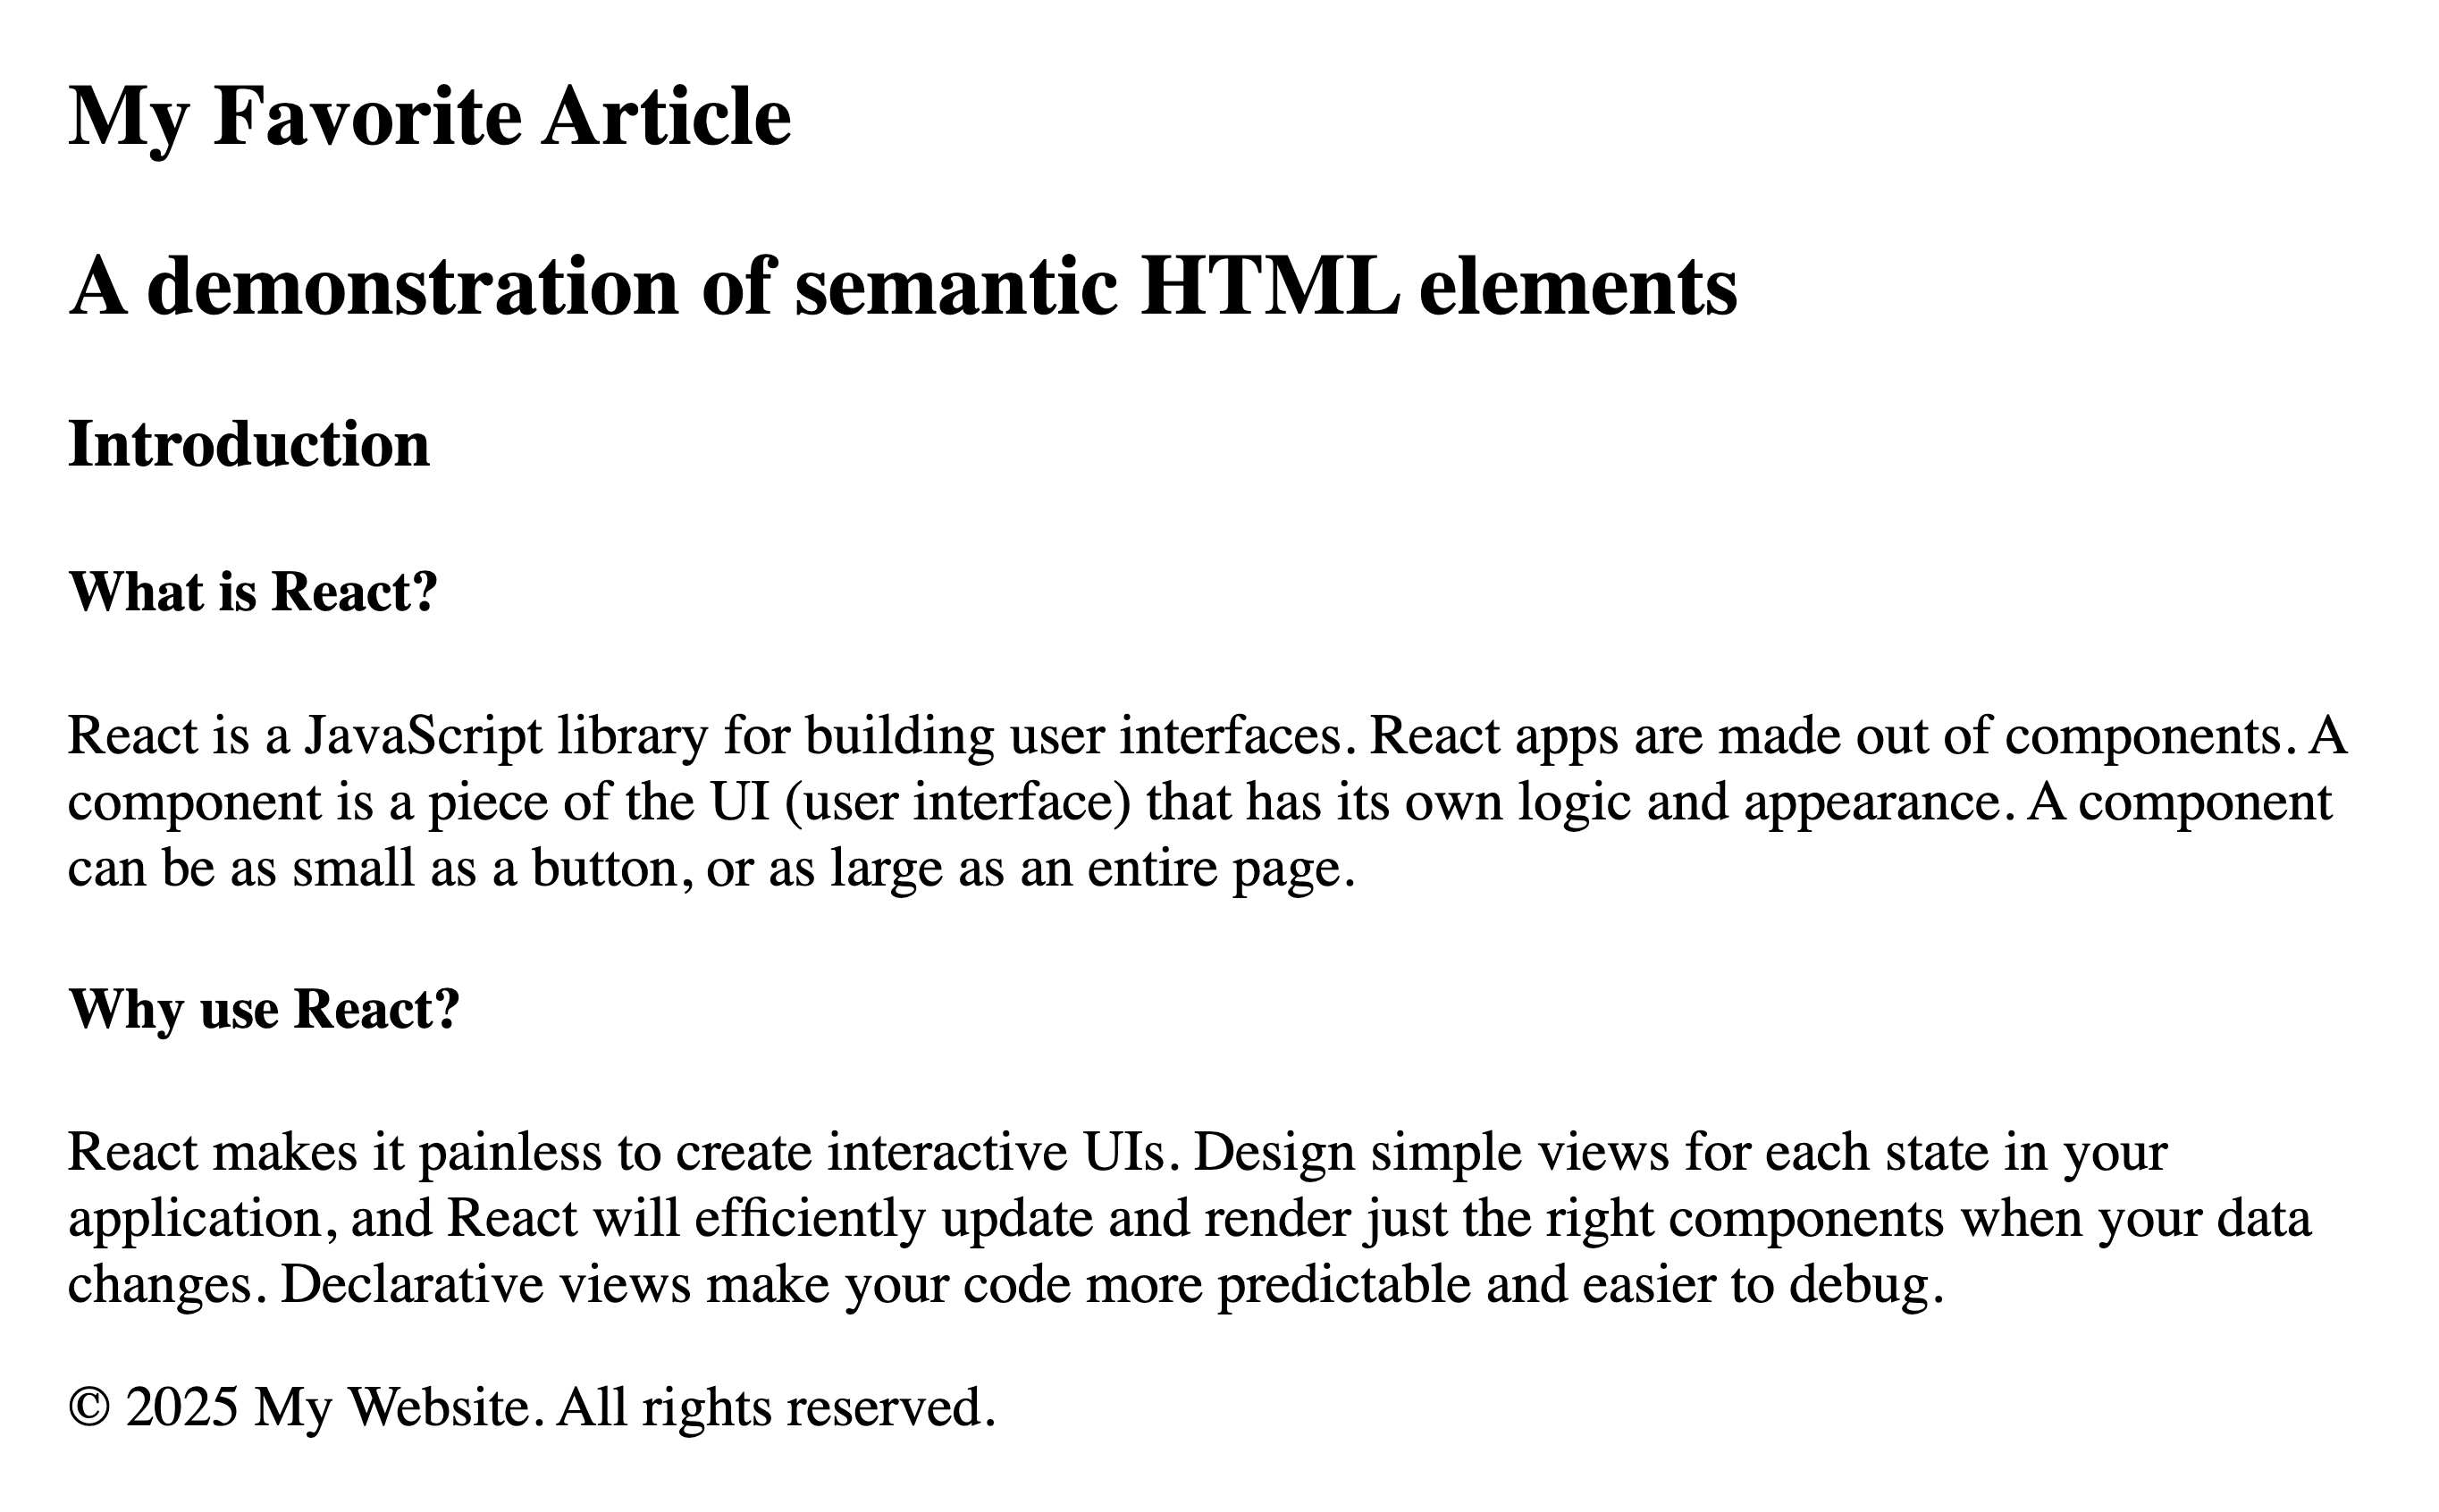 My Favorite Article
A demonstration of semantic HTML elements
Introduction
What is React?
React is a JavaScript library for building user interfaces. React apps are made out of components. A
component is a piece of the UI (user interface) that has its own logic and appearance. A component
can be as small as a button, or as large as an entire page.
Why use React?
React makes it painless to create interactive UIs. Design simple views for each state in your
application, and React will efficiently update and render just the right components when your data
changes. Declarative views make your code more predictable and easier to debug.
© 2025 My Website. All rights reserved.